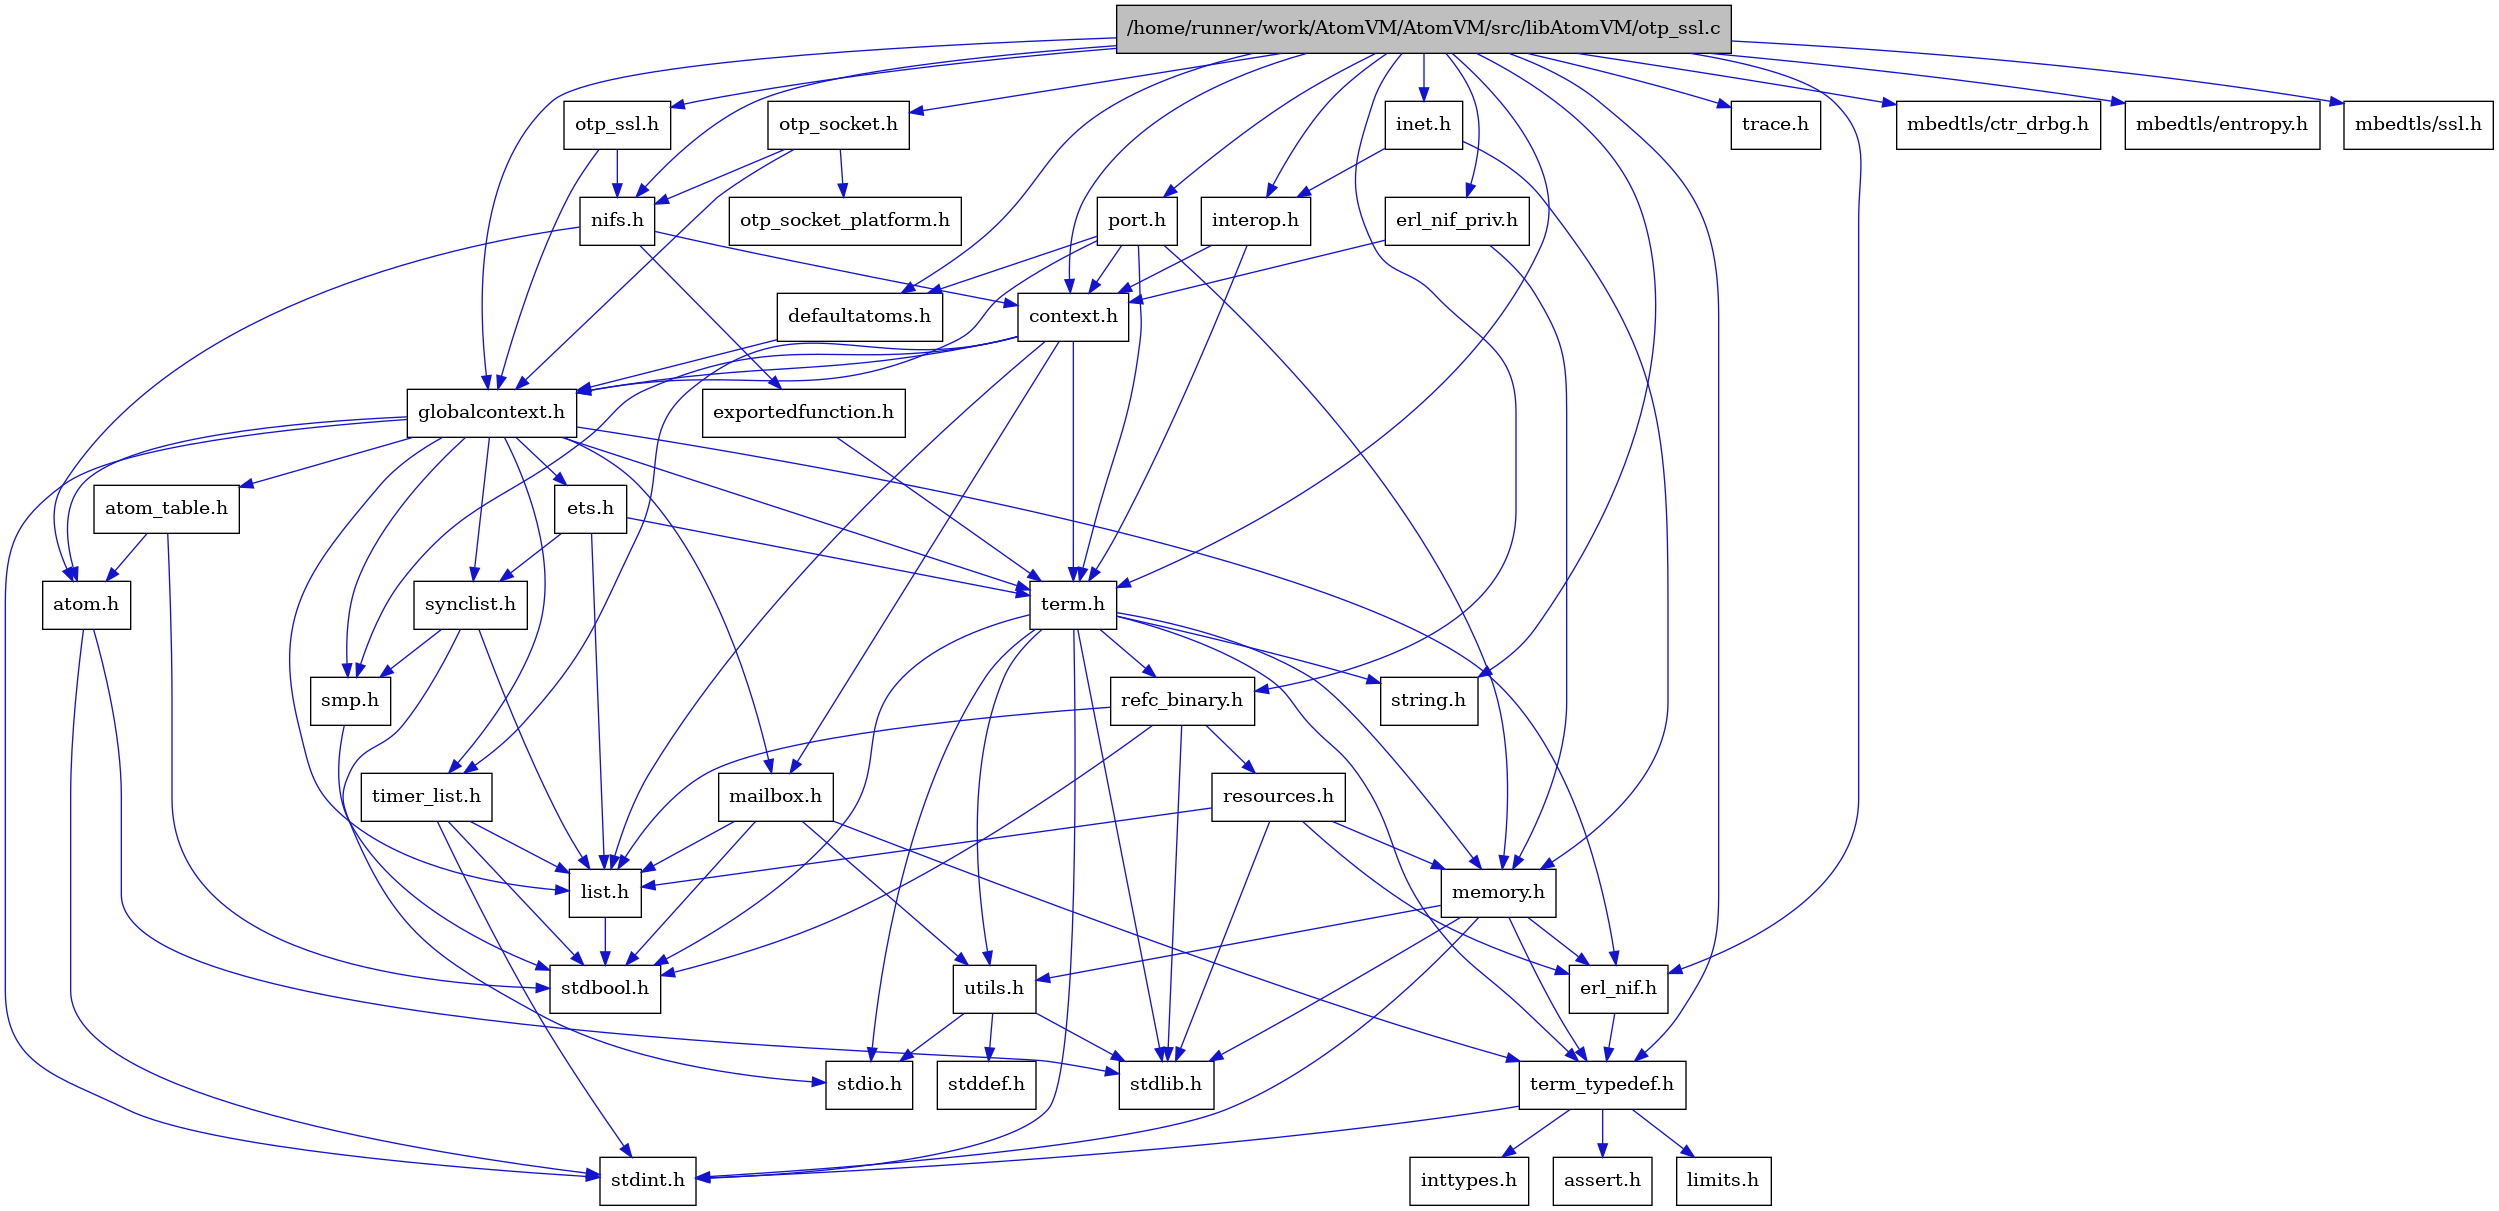 /home/runner/work/AtomVM/AtomVM/src/libAtomVM/otp_ssl.c
otp_ssl.h
otp_socket.h
inet.h
trace.h
mbedtls/ctr_drbg.h
mbedtls/entropy.h
mbedtls/ssl.h
nifs.h
otp_socket_platform.h
port.h
interop.h
erl_nif_priv.h
defaultatoms.h
context.h
globalcontext.h
exportedfunction.h
atom_table.h
ets.h
atom.h
synclist.h
term.h
smp.h
refc_binary.h
string.h
timer_list.h
mailbox.h
resources.h
list.h
memory.h
stdbool.h
utils.h
erl_nif.h
stdio.h
stddef.h
stdlib.h
term_typedef.h
stdint.h
inttypes.h
assert.h
limits.h